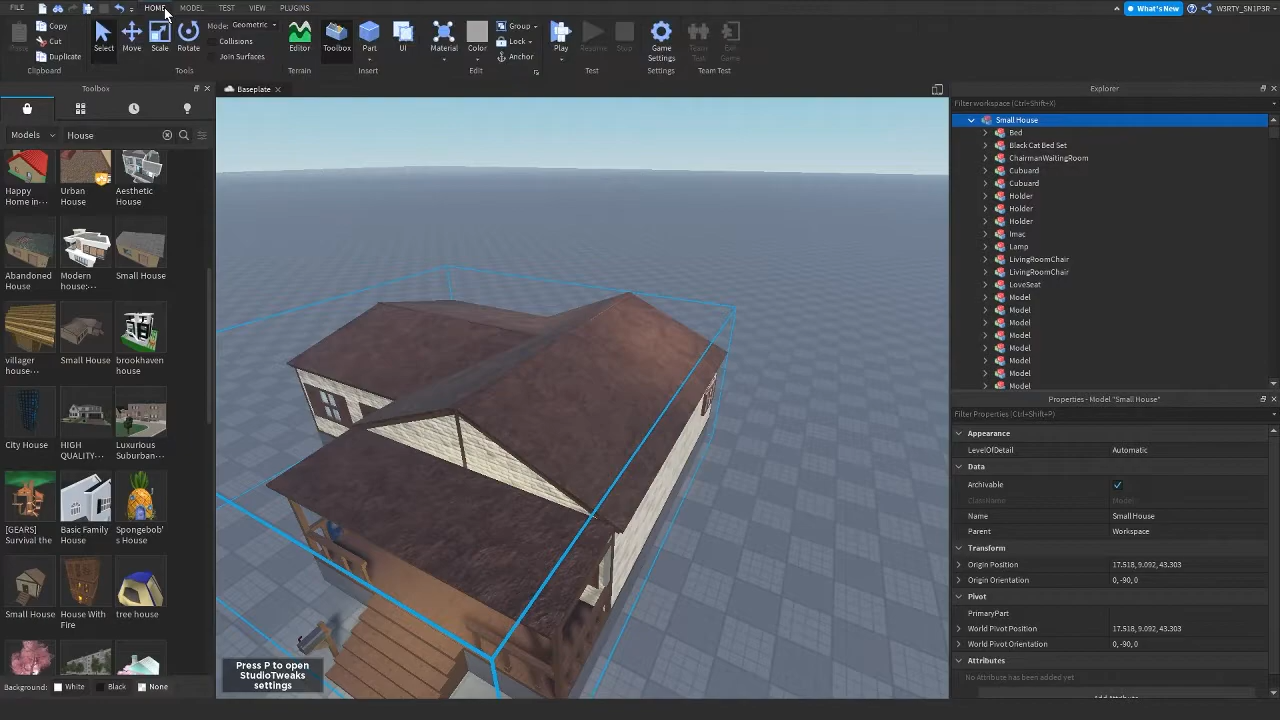 FILE HOME MODEL TEST VIEW PLUGINS What's New W3RTY_SN1P3R
Copy Cut Duplicate
Select Move Scale Rotate
Mode: Geometric
Collisions
Join Surfaces
Editor Toolbox Part UI Material Color
Group
Lock
Anchor
Play Resume Stop Game Settings Team Test Exit Game
Paste
Clipboard Tools Terrain Insert Edit Test Settings Team Test
Toolbox
Baseplate
Models House
Happy Home in...
Urban House
Aesthetic House
Abandoned House
Modern house:...
Small House
villager house...
Small House
brookhaven house
City House
HIGH QUALITY-...
Luxurious Suburban...
[GEARS] Survival the
Basic Family House
Spongebob's House
Small House
House With Fire
tree house
Background: White Black None
Press P to open
StudioTweaks
settings
Explorer
Filter workspace (Ctrl+Shift+X)
Small House
Bed
Black Cat Bed Set
ChairmanWaitingRoom
Cubuard
Cubuard
Holder
Holder
Holder
Imac
Lamp
LivingRoomChair
LivingRoomChair
LoveSeat
Model
Model
Model
Model
Model
Model
Model
Model
Properties - Model "Small House"
Filter Properties (Ctrl+Shift+P)
Appearance
LevelOfDetail Automatic
Data
Archivable
ClassName Model
Name Small House
Parent Workspace
Transform
Origin Position 17.518, 9.092, 43.303
Origin Orientation 0, -90, 0
Pivot
PrimaryPart
World Pivot Position 17.518, 9.092, 43.303
World Pivot Orientation 0, -90, 0
Attributes
No Attribute has been added yet
Add Attribute